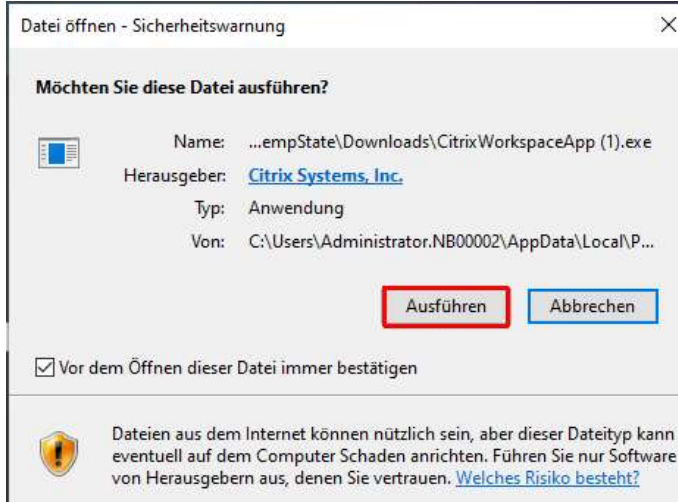 Datei öffnen - Sicherheitswarnung
Möchten Sie diese Datei ausführen?
Name: ...empState\Downloads\CitrixWorkspaceApp (1).exe
Herausgeber: Citrix Systems, Inc.
Typ: Anwendung
Von: C:\Users\Administrator.NB00002\AppData\Local\P...
Ausführen Abbrechen
Vor dem Öffnen dieser Datei immer bestätigen
Dateien aus dem Internet können nützlich sein, aber dieser Dateityp kann
eventuell auf dem Computer Schaden anrichten. Führen Sie nur Software
von Herausgebern aus, denen Sie vertrauen. Welches Risiko besteht?